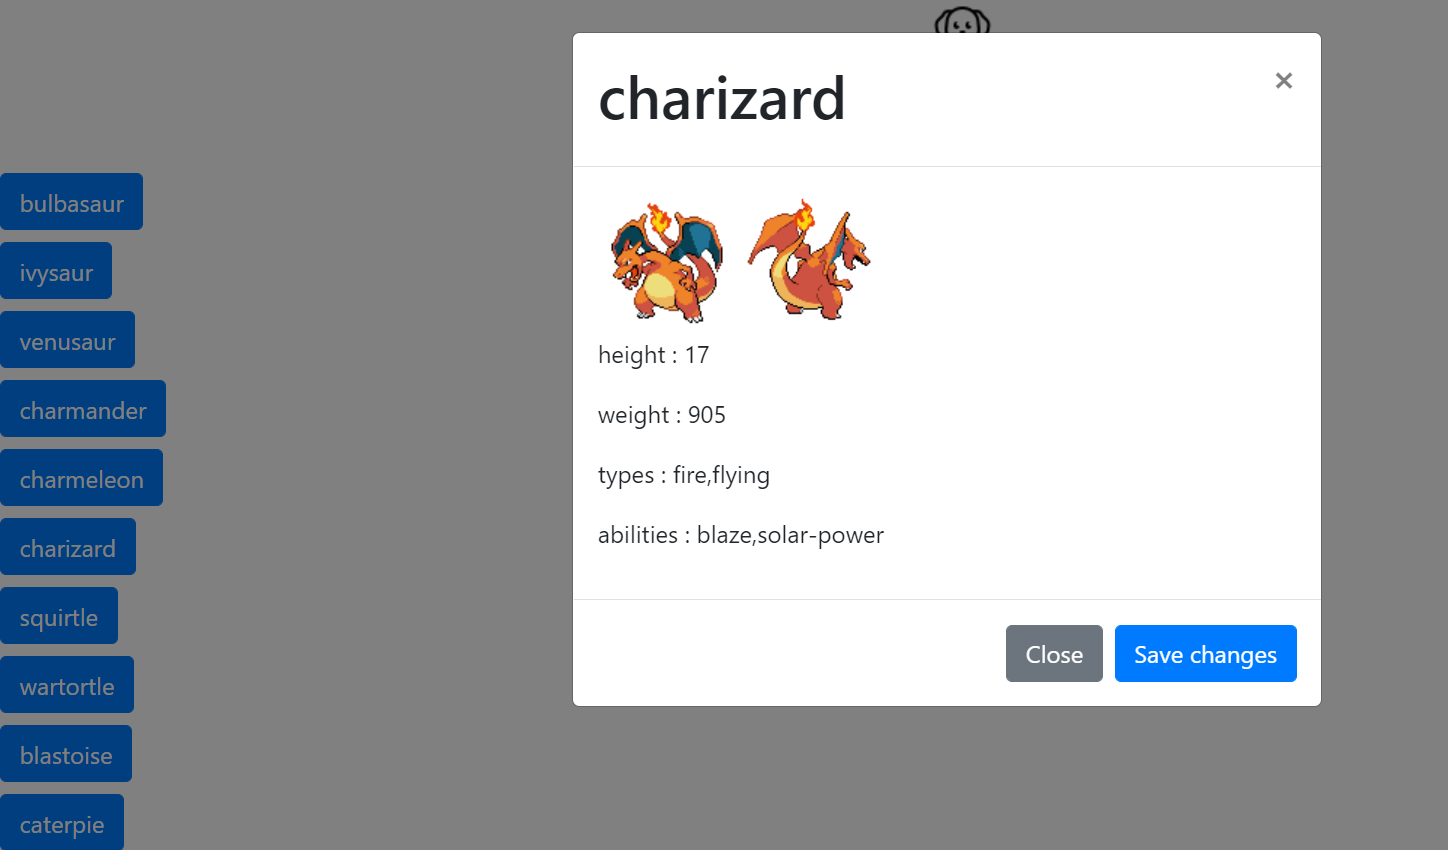 charizard
×
height : 17
weight : 905
types : fire,flying
abilities : blaze,solar-power
Close
Save changes
bulbasaur
ivysaur
venusaur
charmander
charmeleon
charizard
squirtle
wartortle
blastoise
caterpie